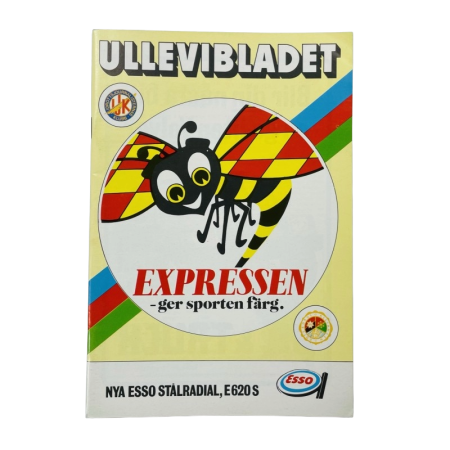 ULLEVIBLADET
EXPRESSEN
-ger sporten färg.
NYA ESSO STÅLRADIAL, E620 S
ESSO